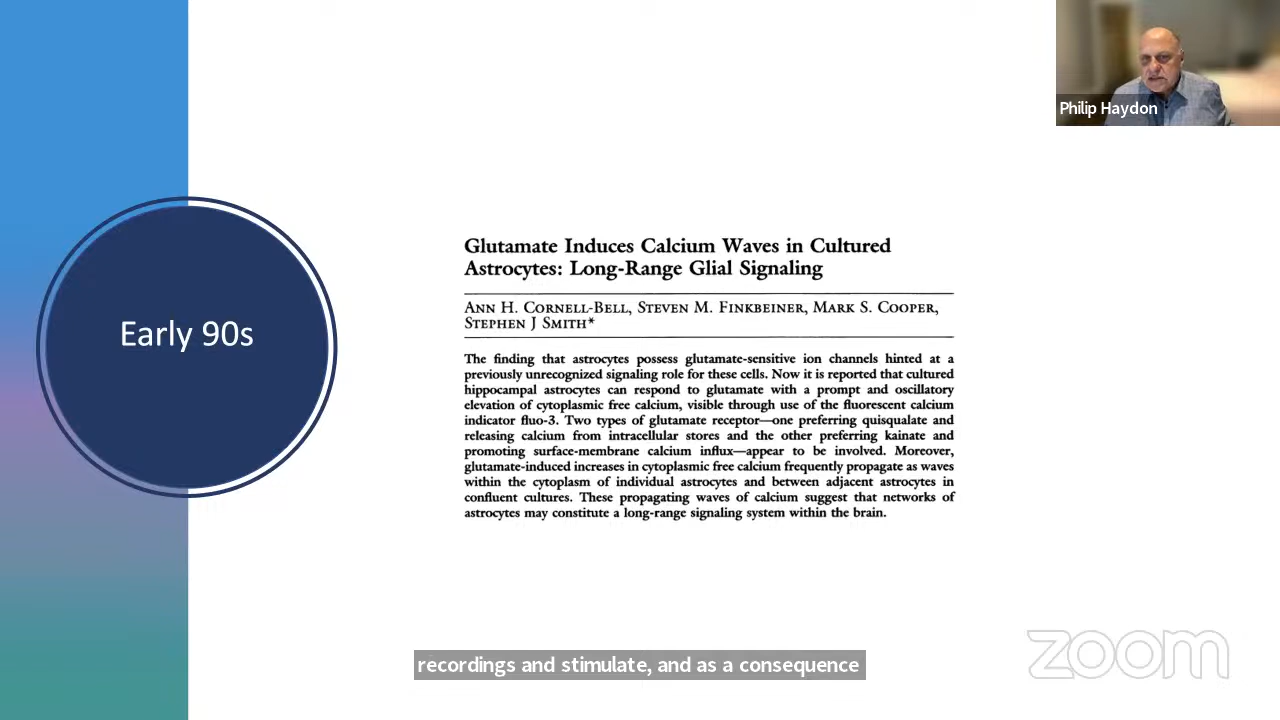 Philip Haydon
Early 90s
Glutamate Induces Calcium Waves in Cultured
Astrocytes: Long-Range Glial Signaling
ANN H. CORNELL-BELL, STEVEN M. FINKBEINER, MARK S. COOPER,
STEPHEN J SMITH*
The finding that astrocytes possess glutamate-sensitive ion channels hinted at a
previously unrecognized signaling role for these cells. Now it is reported that cultured
hippocampal astrocytes can respond to glutamate with a prompt and oscillatory
elevation of cytoplasmic free calcium, visible through use of the fluorescent calcium
indicator fluo-3. Two types of glutamate receptor—one preferring quisqualate and
releasing calcium from intracellular stores and the other preferring kainate and
promoting surface-membrane calcium influx—appear to be involved. Moreover,
glutamate-induced increases in cytoplasmic free calcium frequently propagate as waves
within the cytoplasm of individual astrocytes and between adjacent astrocytes in
confluent cultures. These propagating waves of calcium suggest that networks of
astrocytes may constitute a long-range signaling system within the brain.
recordings and stimulate, and as a consequence
zoom